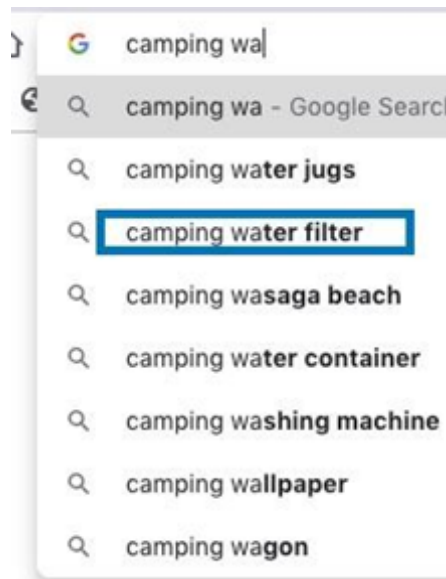 camping wa
camping wa - Google Search
camping water jugs
camping water filter
camping wasaga beach
camping water container
camping washing machine
camping wallpaper
camping wagon